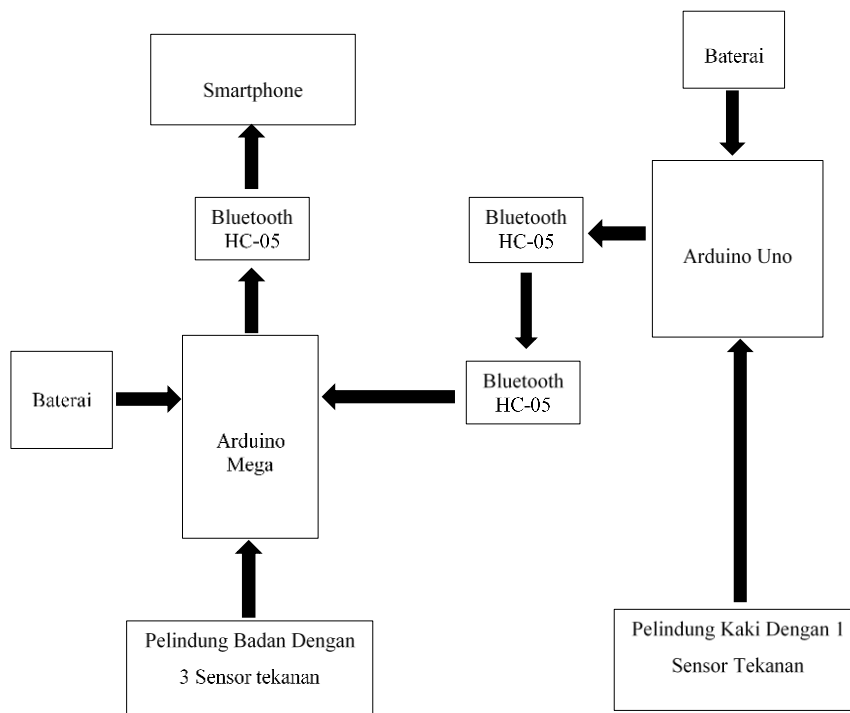 Smartphone
Baterai
Bluetooth
HC-05
Bluetooth
HC-05
Arduino Uno
Baterai
Arduino
Mega
Bluetooth
HC-05
Pelindung Badan Dengan
3 Sensor tekanan
Pelindung Kaki Dengan 1
Sensor Tekanan